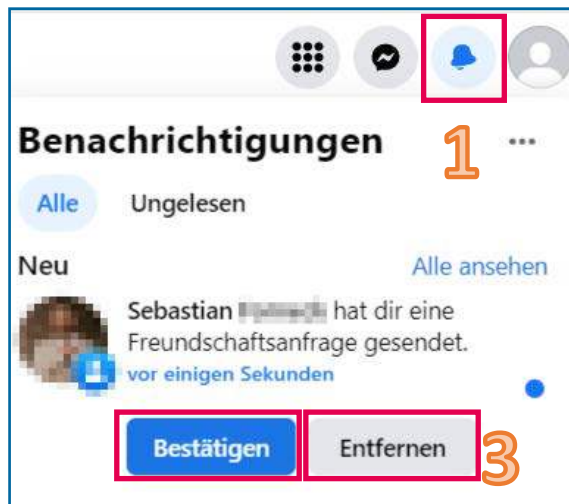 Benachrichtigungen
1
Alle Ungelesen
Neu Alle ansehen
Sebastian hat dir eine
Freundschaftsanfrage gesendet.
vor einigen Sekunden
Bestätigen Entfernen 3